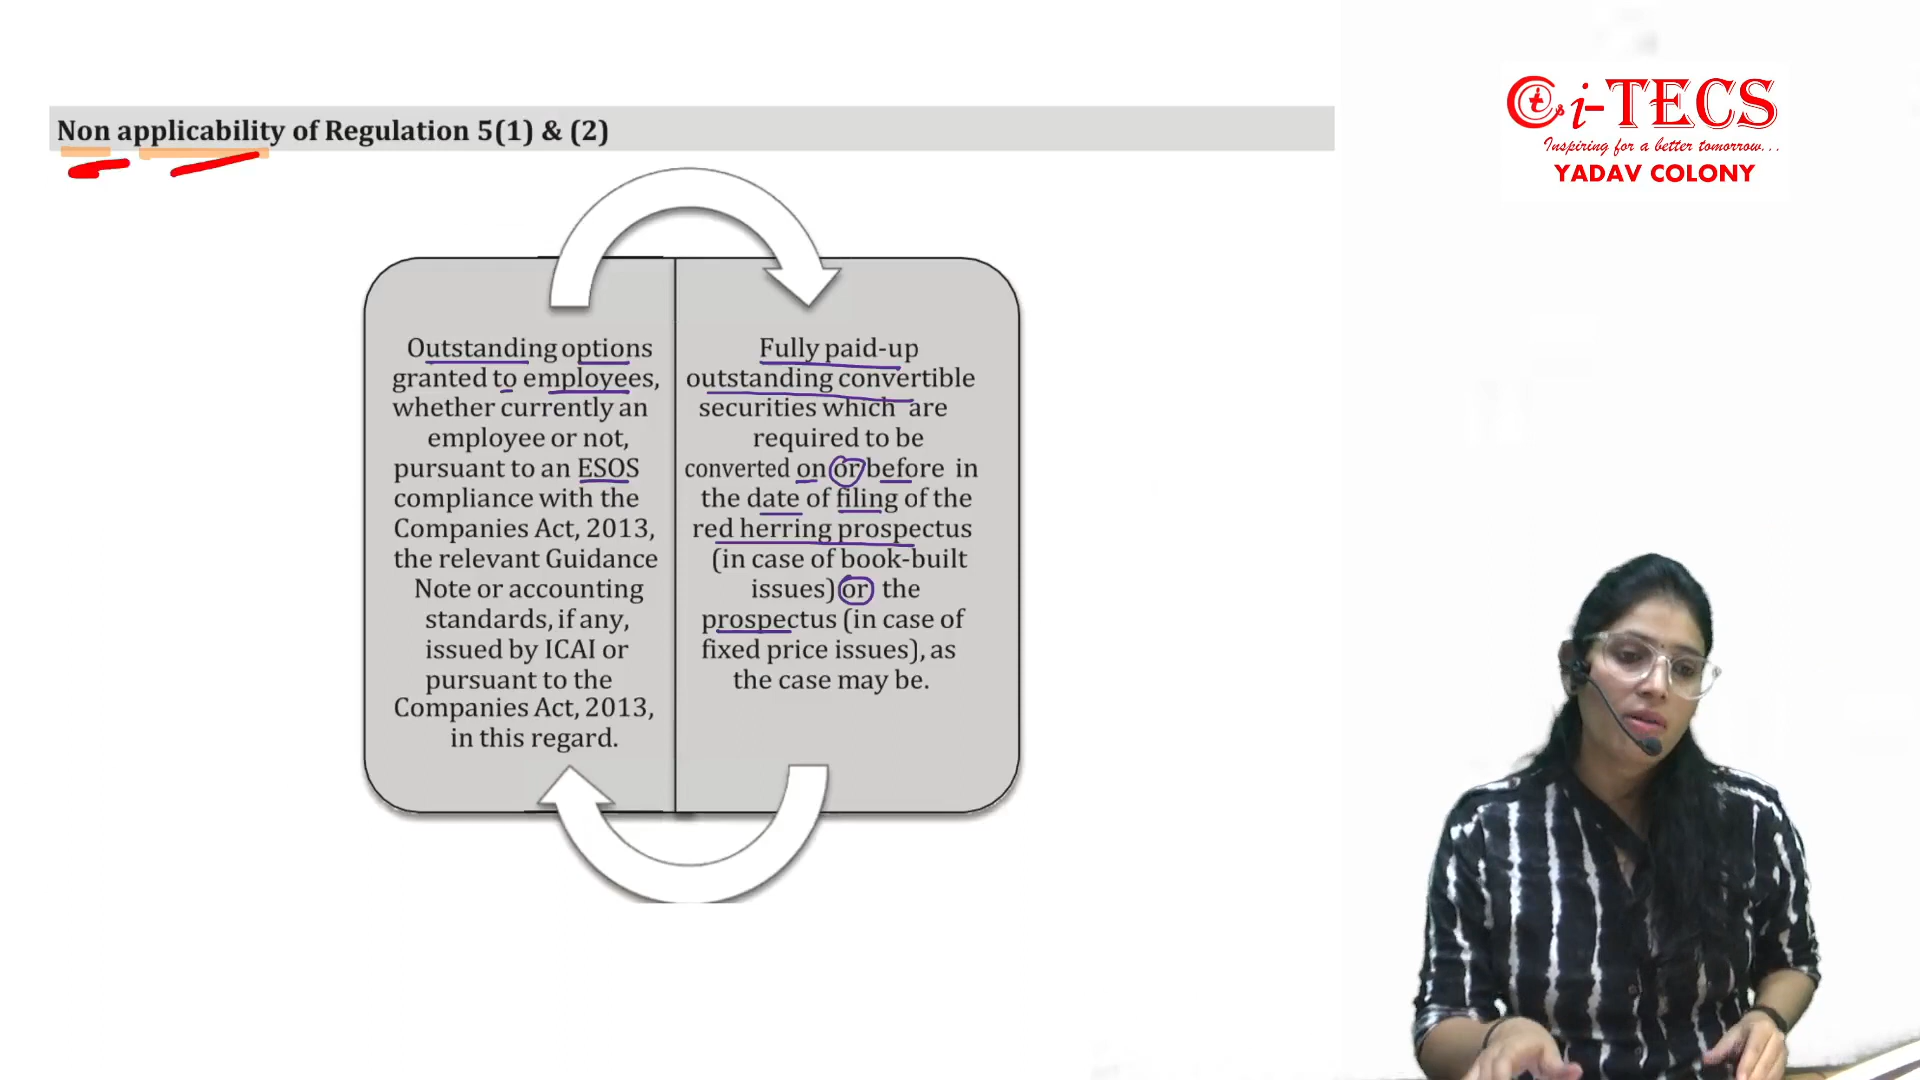 Non applicability of Regulation 5(1) & (2)
Outstanding options
granted to employees,
whether currently an
employee or not,
pursuant to an ESOS
compliance with the
Companies Act, 2013,
the relevant Guidance
Note or accounting
standards, if any,
issued by ICAI or
pursuant to the
Companies Act, 2013,
in this regard.
Fully paid-up
outstanding convertible
securities which are
required to be
converted on or before in
the date of filing of the
red herring prospectus
(in case of book-built
issues) or the
prospectus (in case of
fixed price issues), as
the case may be.
i-TECS
Inspiring for a better tomorrow...
YADAV COLONY